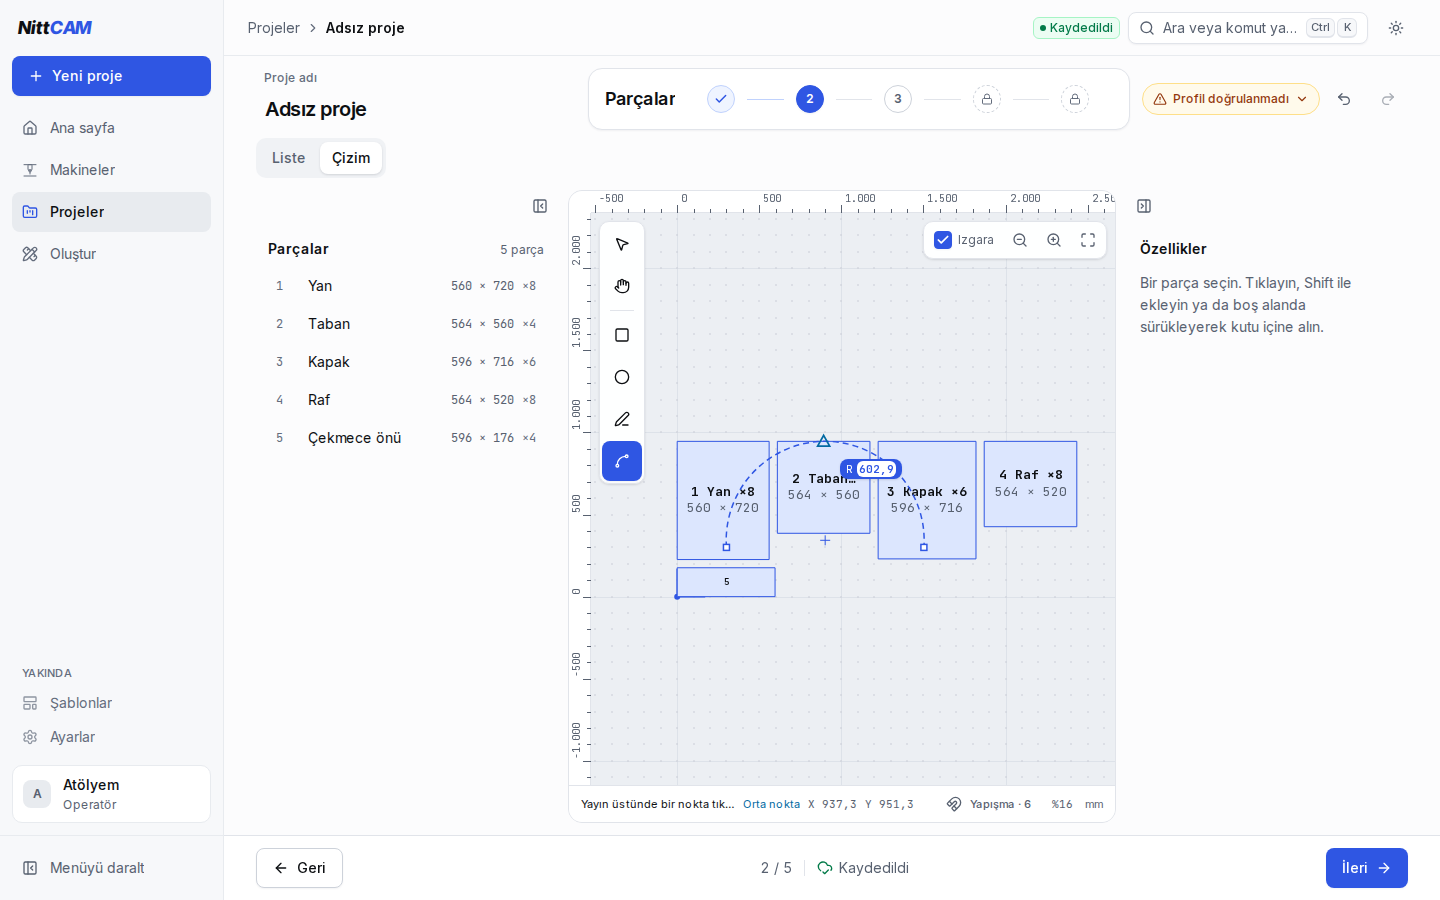 NittCAM
Yeni proje
Ana sayfa
Makineler
Projeler
Oluştur
YAKINDA
Şablonlar
Ayarlar
A
Atölyem
Operatör
Menüyü daralt
Projeler > Adsız proje
Kaydedildi
Ara veya komut ya… Ctrl K
Proje adı
Adsız proje
Parçalar
2
3
Profil doğrulanmadı
Liste
Çizim
Parçalar
5 parça
1 Yan 560 × 720 ×8
2 Taban 564 × 560 ×4
3 Kapak 596 × 716 ×6
4 Raf 564 × 520 ×8
5 Çekmece önü 596 × 176 ×4
-500 0 500 1.000 1.500 2.000
2.000
1.500
1.000
500
0
-500
-1.000
Izgara
R 602,9
1 Yan ×8
560 × 720
2 Taban…
564 × 560
3 Kapak ×6
596 × 716
4 Raf ×8
564 × 520
5
Yayın üstünde bir nokta tık… Orta nokta X 937,3 Y 951,3 Yapışma · 6 %16 mm
Özellikler
Bir parça seçin. Tıklayın, Shift ile
ekleyin ya da boş alanda
sürükleyerek kutu içine alın.
Geri
2 / 5
Kaydedildi
İleri